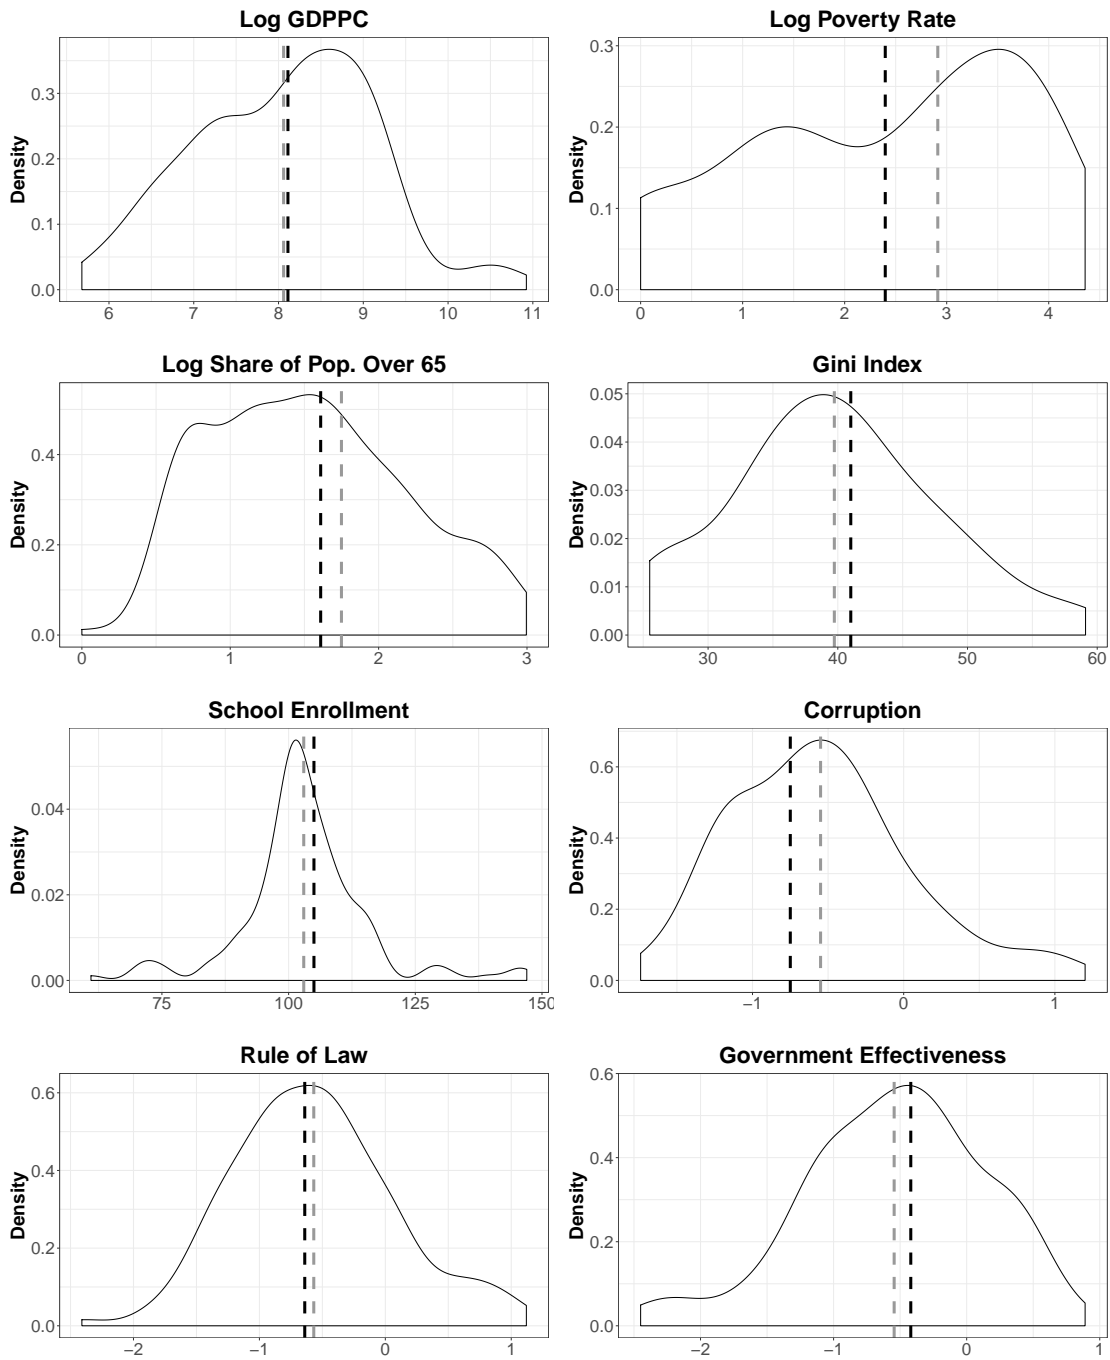 Log GDPPC
Density
0.3
0.2
0.1
0.0
6 7 8 9 10 11
Log Poverty Rate
Density
0.3
0.2
0.1
0.0
0 1 2 3 4
Log Share of Pop. Over 65
Density
0.4
0.2
0.0
0 1 2 3
Gini Index
Density
0.05
0.04
0.03
0.02
0.01
0.00
30 40 50 60
School Enrollment
Density
0.04
0.02
0.00
75 100 125 150
Corruption
Density
0.6
0.4
0.2
0.0
−1 0 1
Rule of Law
Density
0.6
0.4
0.2
0.0
−2 −1 0 1
Government Effectiveness
Density
0.6
0.4
0.2
0.0
−2 −1 0 1